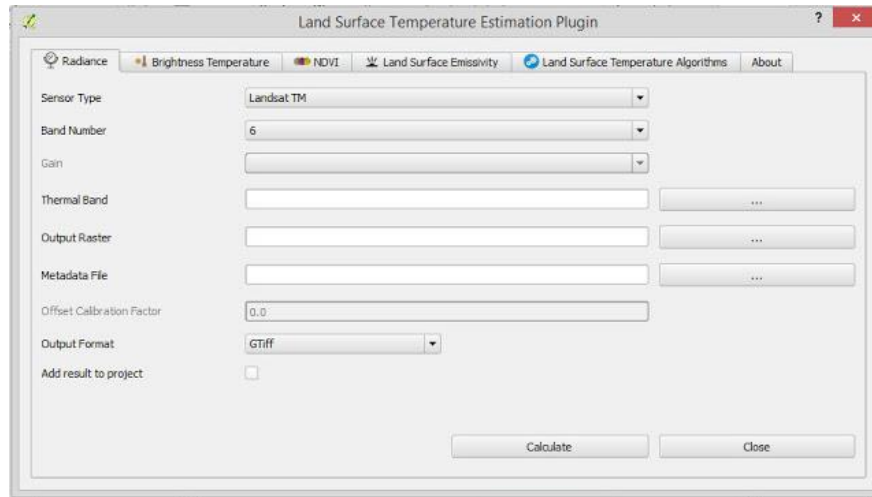 Land Surface Temperature Estimation Plugin ? x
Radiance Brightness Temperature NDVI Land Surface Emissivity Land Surface Temperature Algorithms About
Sensor Type Landsat TM
Band Number 6
Gain
Thermal Band ...
Output Raster ...
Metadata File ...
Offset Calibration Factor 0.0
Output Format GTiff
Add result to project
Calculate Close